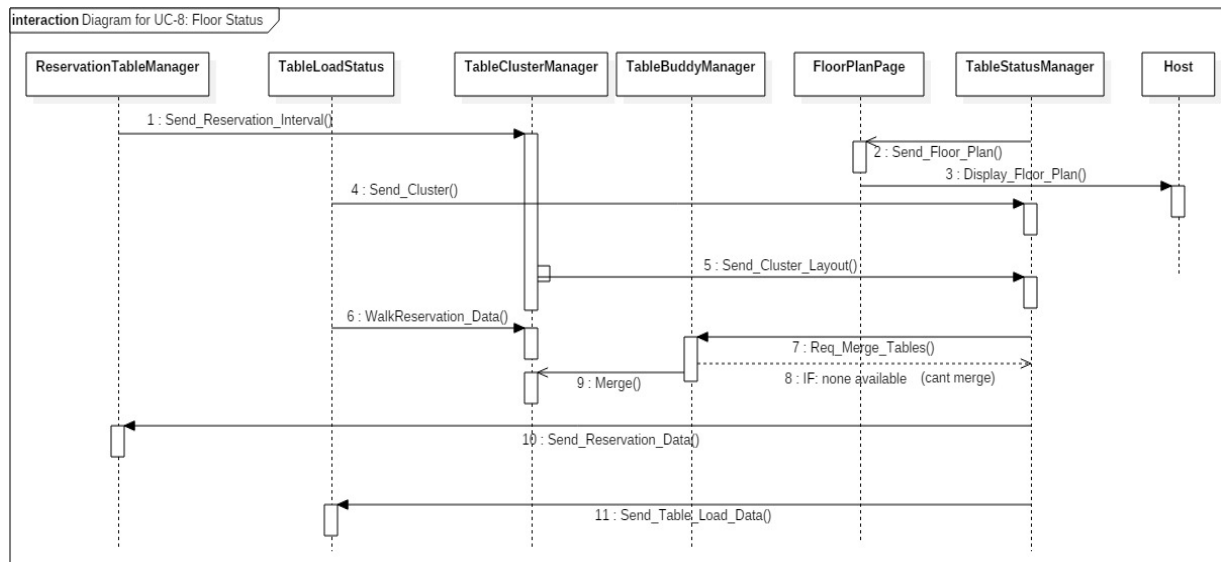 interaction Diagram for UC-8: Floor Status
ReservationTableManager
TableLoadStatus
TableClusterManager
TableBuddyManager
FloorPlanPage
TableStatusManager
Host
1 : Send_Reservation_Interval()
2 : Send_Floor_Plan()
3 : Display_Floor_Plan()
4 : Send_Cluster()
5 : Send_Cluster_Layout()
6 : WalkReservation_Data()
7 : Req_Merge_Tables()
8 : IF: none available (cant merge)
9 : Merge()
10 : Send_Reservation_Data()
11 : Send_Table_Load_Data()